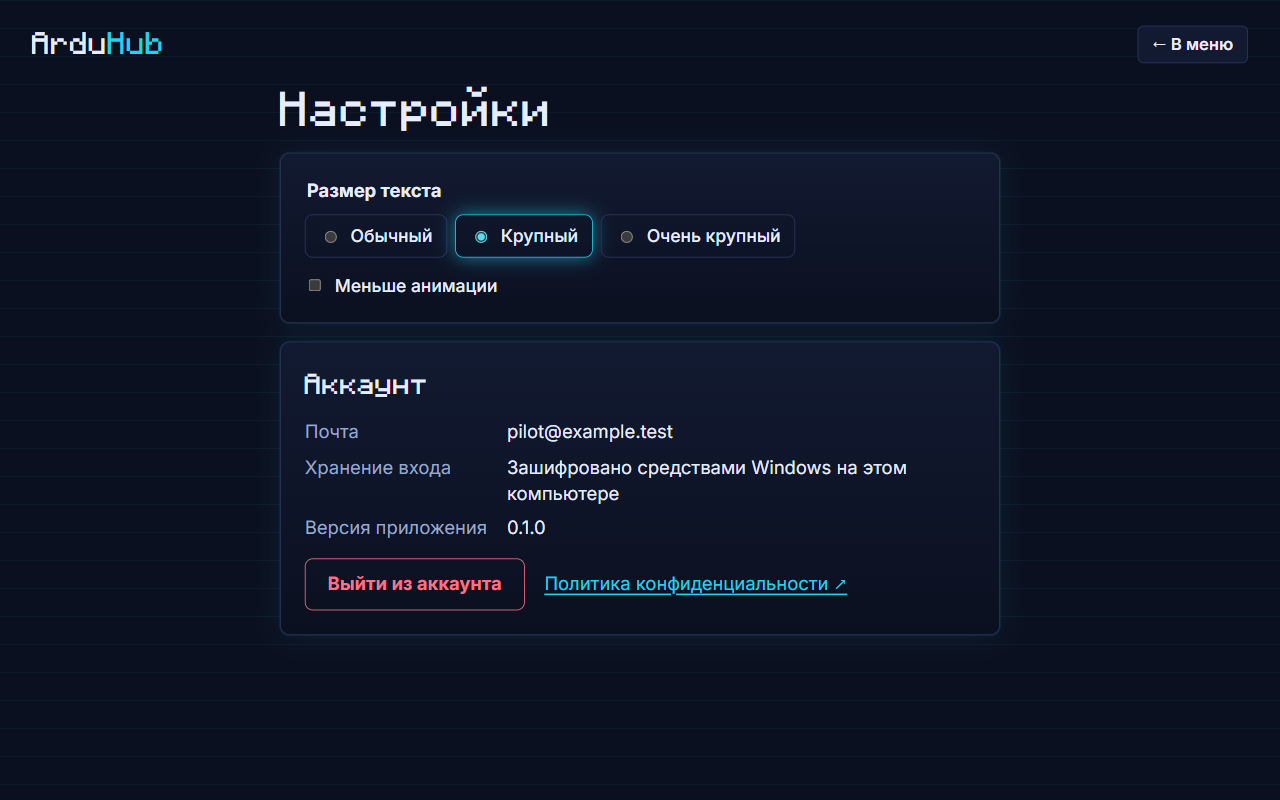 ArduHub
← В меню
Настройки
Размер текста
Обычный
Крупный
Очень крупный
Меньше анимации
Аккаунт
Почта pilot@example.test
Хранение входа Зашифровано средствами Windows на этом
компьютере
Версия приложения 0.1.0
Выйти из аккаунта
Политика конфиденциальности ↗